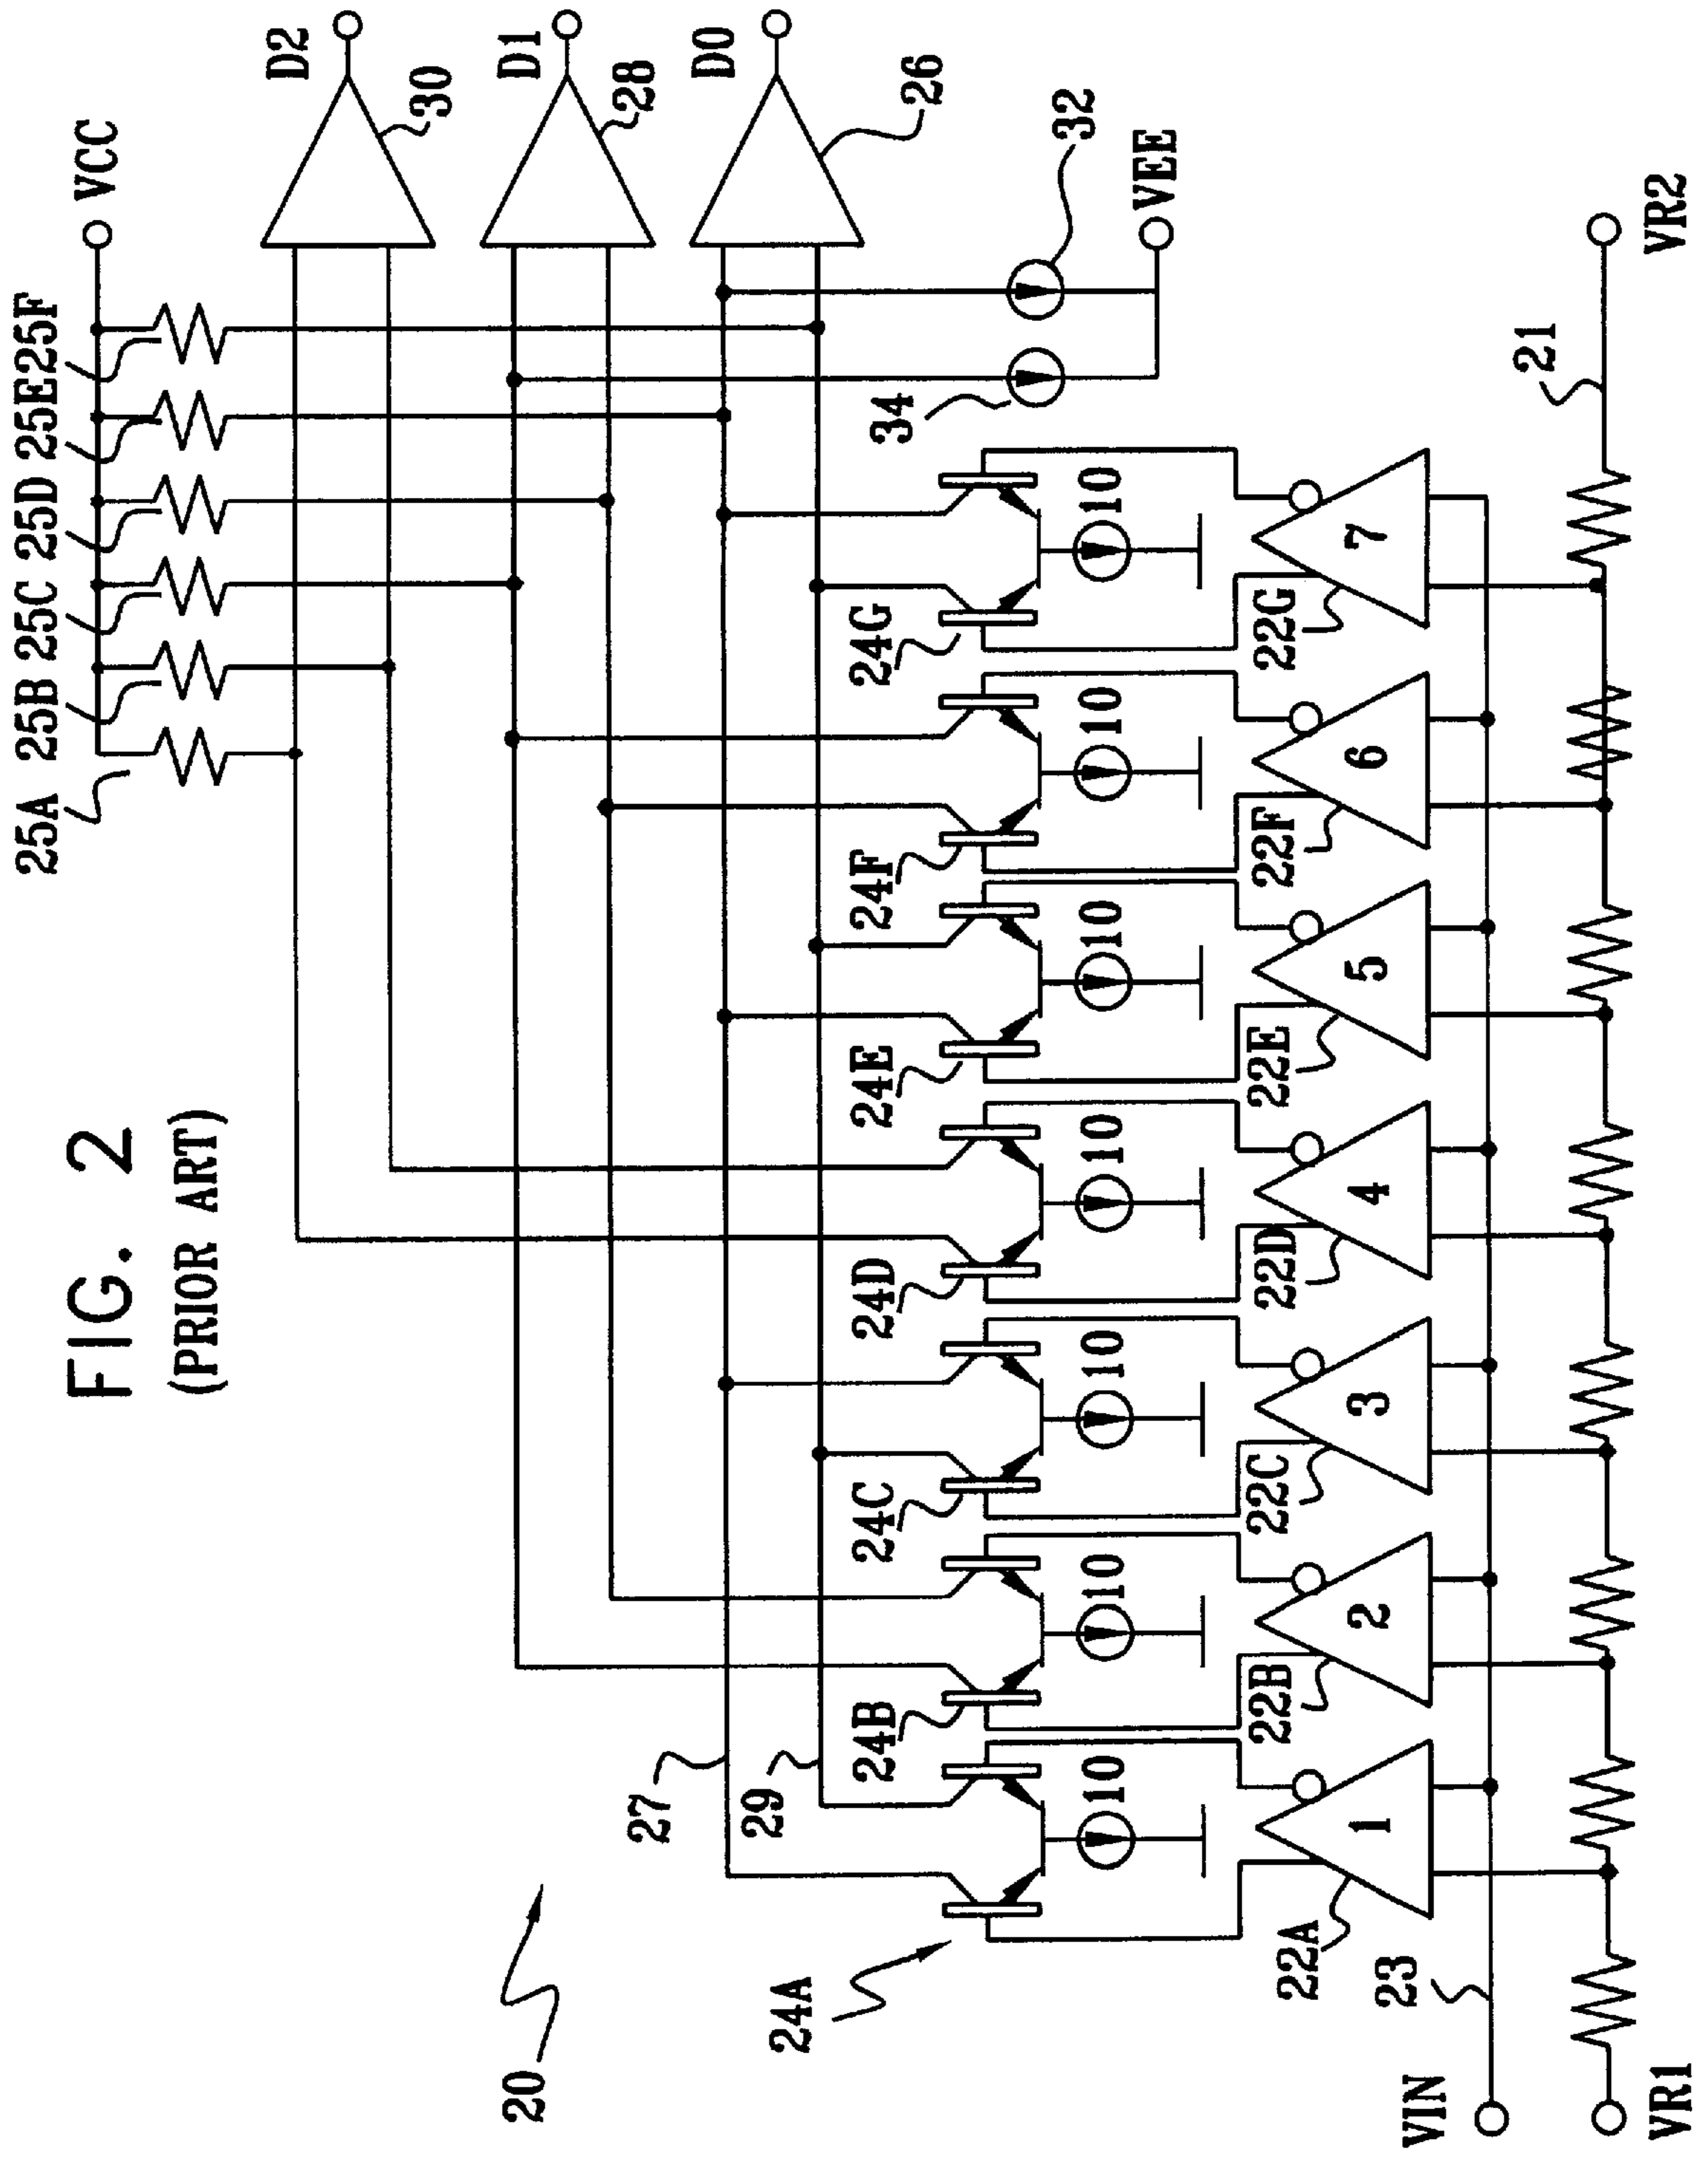 FIG. 2
(PRIOR ART)
25A 25B 25C 25D 25E 25F
VCC
D2
30
D1
28
D0
26
27
29
20
34
32
VEE
24A
24B
24C
24D
24E
24F
24G
10
10
10
10
10
10
10
22A
22B
22C
22D
22E
22F
22G
1
2
3
4
5
6
7
VIN
23
VR1
21
VR2